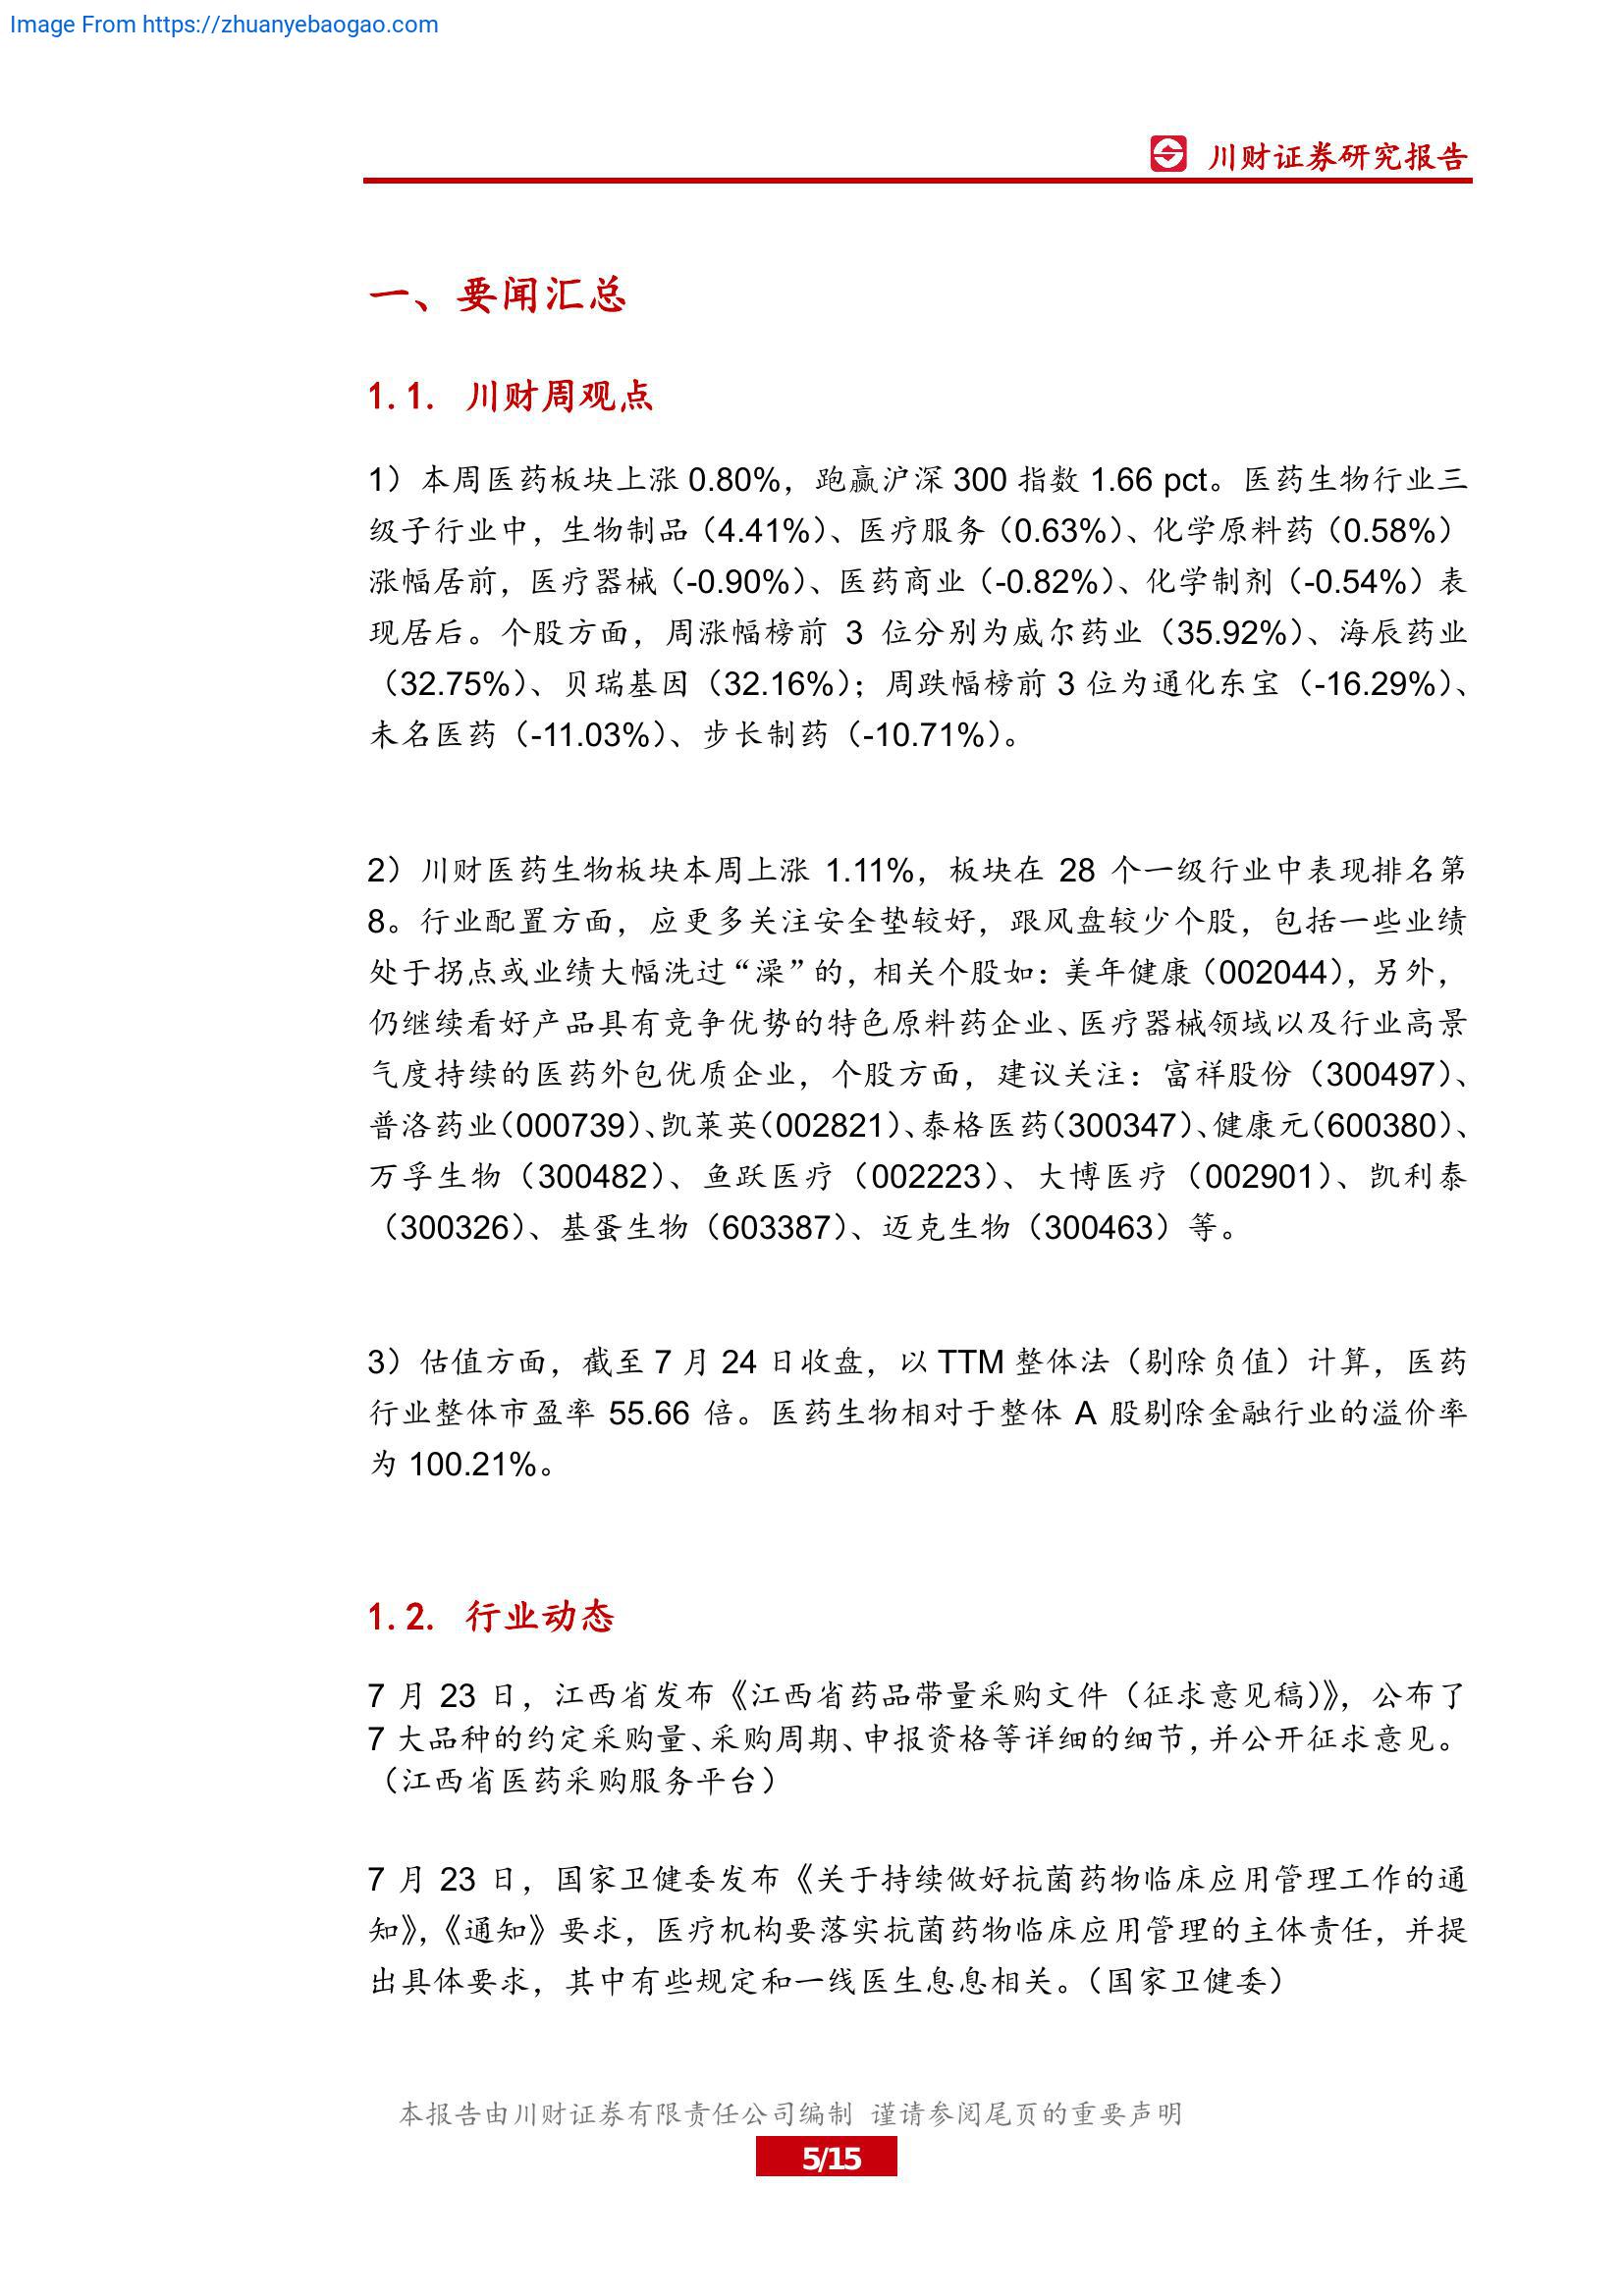 Image From https://zhuanyebaogao.com
川财证券研究报告
一、要闻汇总
1.1. 川财周观点
1）本周医药板块上涨 0.80%，跑赢沪深 300 指数 1.66 pct。医药生物行业三
级子行业中，生物制品（4.41%）、医疗服务（0.63%）、化学原料药（0.58%）
涨幅居前，医疗器械（-0.90%）、医药商业（-0.82%）、化学制剂（-0.54%）表
现居后。个股方面，周涨幅榜前 3 位分别为威尔药业（35.92%）、海辰药业
（32.75%）、贝瑞基因（32.16%）；周跌幅榜前 3 位为通化东宝（-16.29%）、
未名医药（-11.03%）、步长制药（-10.71%）。
2）川财医药生物板块本周上涨 1.11%，板块在 28 个一级行业中表现排名第
8。行业配置方面，应更多关注安全垫较好，跟风盘较少个股，包括一些业绩
处于拐点或业绩大幅洗过“澡”的，相关个股如：美年健康（002044），另外，
仍继续看好产品具有竞争优势的特色原料药企业、医疗器械领域以及行业高景
气度持续的医药外包优质企业，个股方面，建议关注：富祥股份（300497）、
普洛药业（000739）、凯莱英（002821）、泰格医药（300347）、健康元（600380）、
万孚生物（300482）、鱼跃医疗（002223）、大博医疗（002901）、凯利泰
（300326）、基蛋生物（603387）、迈克生物（300463）等。
3）估值方面，截至 7 月 24 日收盘，以 TTM 整体法（剔除负值）计算，医药
行业整体市盈率 55.66 倍。医药生物相对于整体 A 股剔除金融行业的溢价率
为 100.21%。
1.2. 行业动态
7 月 23 日，江西省发布《江西省药品带量采购文件（征求意见稿）》，公布了
7 大品种的约定采购量、采购周期、申报资格等详细的细节，并公开征求意见。
（江西省医药采购服务平台）
7 月 23 日，国家卫健委发布《关于持续做好抗菌药物临床应用管理工作的通
知》，《通知》要求，医疗机构要落实抗菌药物临床应用管理的主体责任，并提
出具体要求，其中有些规定和一线医生息息相关。（国家卫健委）
本报告由川财证券有限责任公司编制 谨请参阅尾页的重要声明
5/15